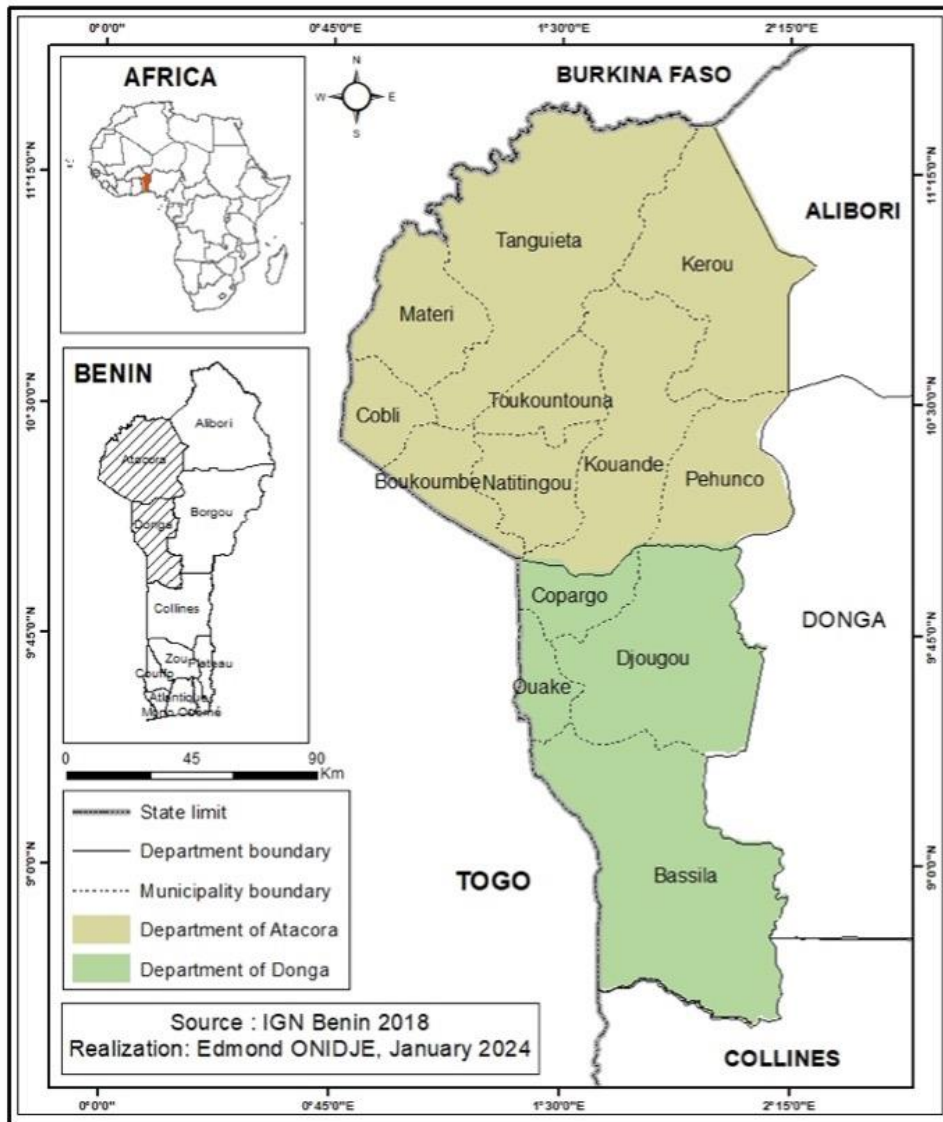 0°0'0" 0°45'0"E 1°30'0"E 2°15'0"E
AFRICA
N
W E
S
BURKINA FASO
11°15'0"N 11°15'0"N
ALIBORI
Tanguieta
Kerou
Materi
BENIN
10°30'0"N 10°30'0"N
Toukountouna
Cobli
Alibori
Atacora
Kouande
Boukoumbe Natitingou Pehunco
Borgou
Donga
Copargo
Collines
DONGA
9°45'0"N 9°45'0"N
Djougou
Zou Plateau
Couffo
Ouake
Atlantique
Mono Ouémé
0 45 90
Km
State limit
Department boundary
9°0'0"N 9°0'0"N
Municipality boundary
TOGO
Bassila
Department of Atacora
Department of Donga
Source : IGN Benin 2018
Realization: Edmond ONIDJE, January 2024
COLLINES
0°0'0" 0°45'0"E 1°30'0"E 2°15'0"E